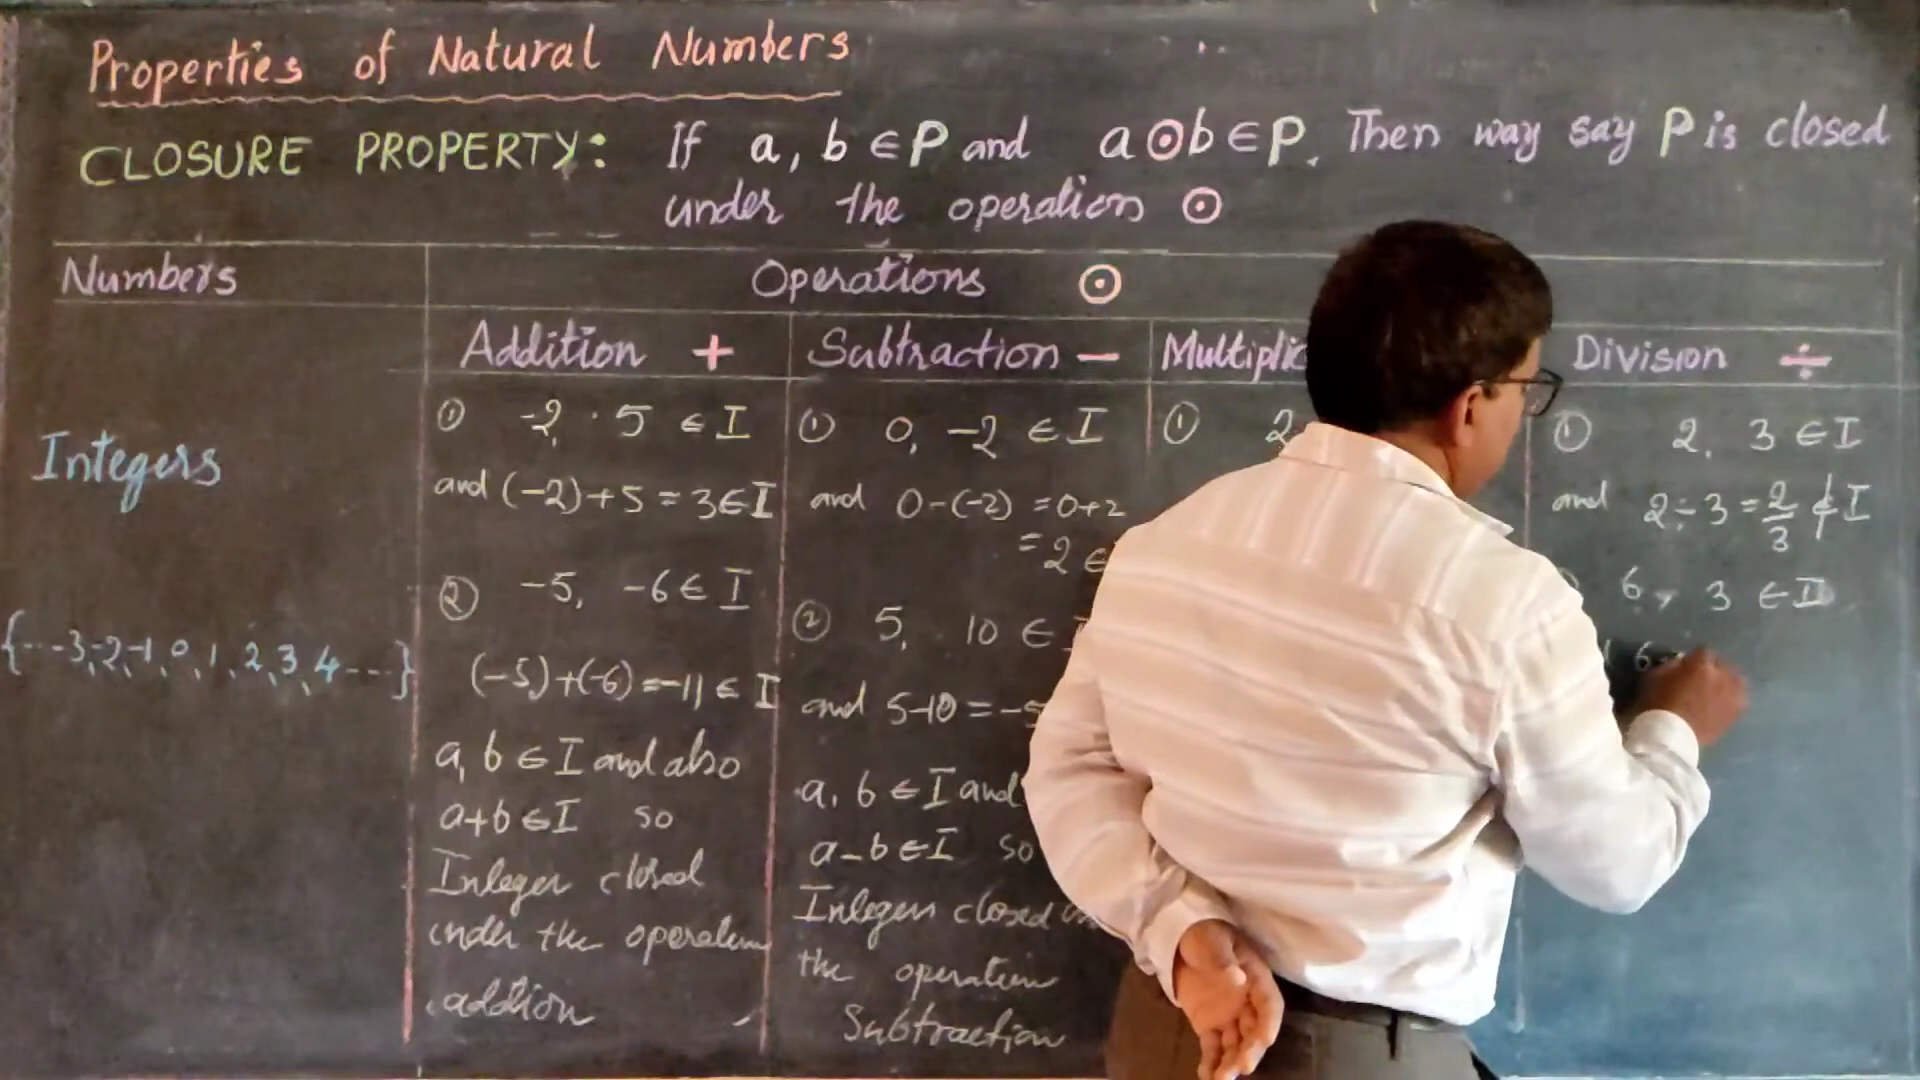 Properties of Natural Numbers
CLOSURE PROPERTY: If a, b ∈ P and a ⊙ b ∈ P. Then way say P is closed
under the operation ⊙
Numbers
Operations ⊙
Addition +
Subtraction −
Multiplic
Division ÷
Integers
{...-3,-2,-1,0,1,2,3,4...}
① -2, 5 ∈ I
and (-2)+5 = 3 ∈ I
② -5, -6 ∈ I
(-5)+(-6) = -11 ∈ I
a, b ∈ I and also
a+b ∈ I so
Integer closed
under the operation
addtion
① 0, -2 ∈ I
and 0-(-2) = 0+2
= 2 ∈
② 5, 10 ∈
and 5-10 = -5
a, b ∈ I and
a-b ∈ I so
Integers closed
the operation
Subtraction
① 2
① 2, 3 ∈ I
and 2÷3 = 2/3 ∉ I
6, 3 ∈ I
6